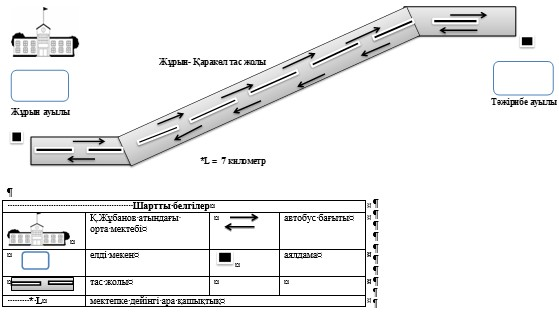 Жұрын- Қаракел тас жолы
Жұрын ауылы
Тәжірибе ауылы
*L = 7 километр
Шартты белгілер
Қ.Жұбанов атындағы орта мектебі
автобус бағыты
елді мекен
аялдама
тас жолы
* L
мектепке дейінгі ара қашықтық